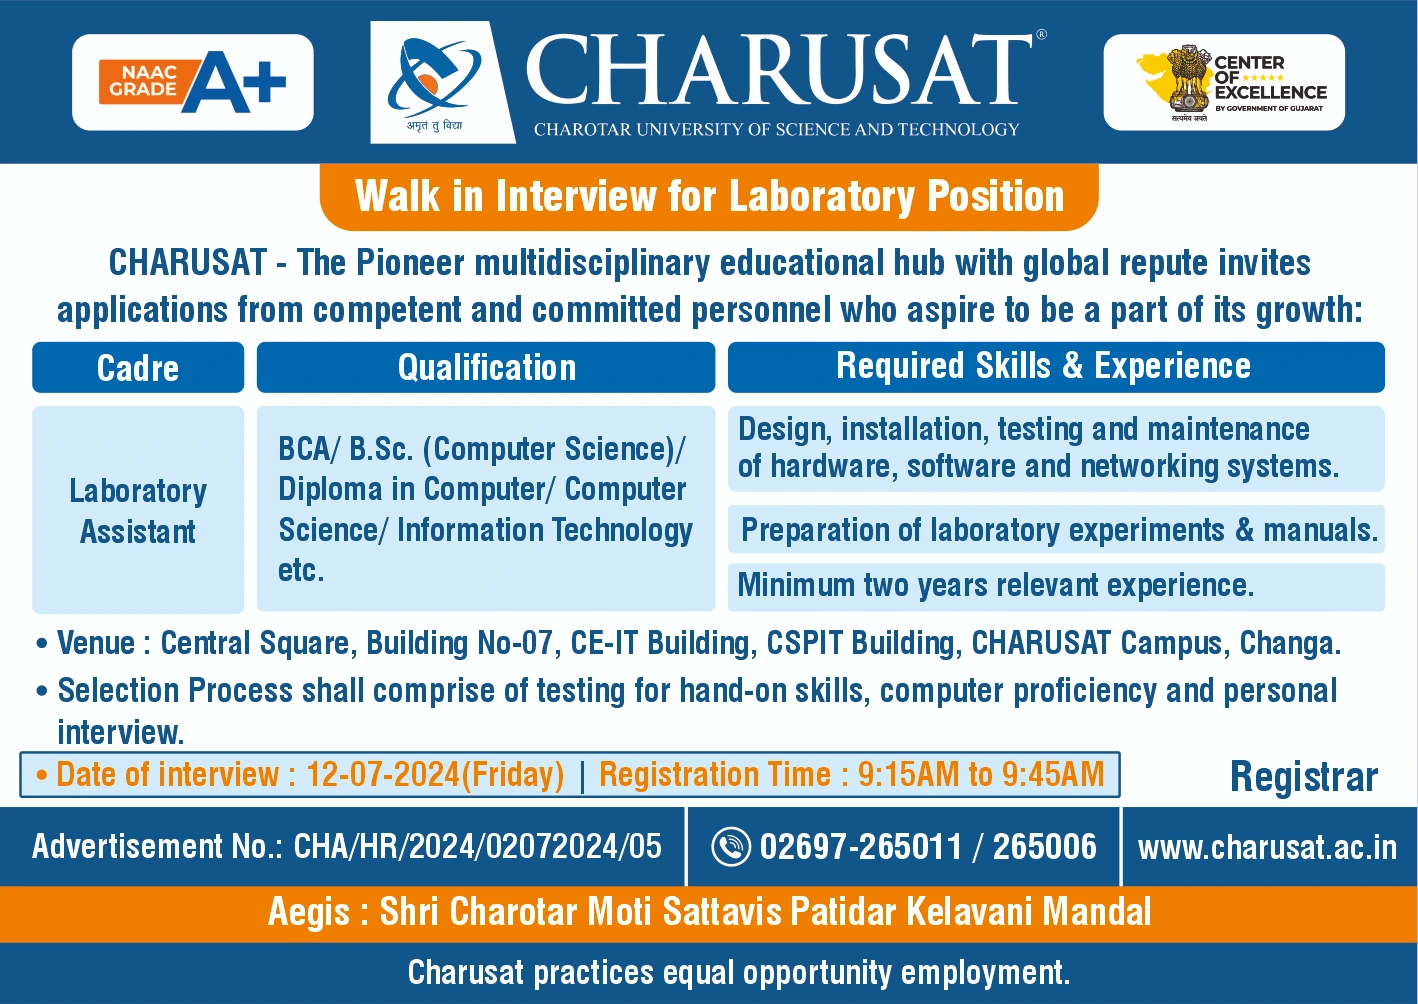 NAAC
GRADE A+
अमृतं तु विद्या
CHARUSAT®
CHAROTAR UNIVERSITY OF SCIENCE AND TECHNOLOGY
सत्यमेव जयते
CENTER
OF
EXCELLENCE
BY GOVERNMENT OF GUJARAT
Walk in Interview for Laboratory Position
CHARUSAT - The Pioneer multidisciplinary educational hub with global repute invites
applications from competent and committed personnel who aspire to be a part of its growth:
Cadre
Qualification
Required Skills & Experience
Laboratory
Assistant
BCA/ B.Sc. (Computer Science)/
Diploma in Computer/ Computer
Science/ Information Technology
etc.
Design, installation, testing and maintenance
of hardware, software and networking systems.
Preparation of laboratory experiments & manuals.
Minimum two years relevant experience.
• Venue : Central Square, Building No-07, CE-IT Building, CSPIT Building, CHARUSAT Campus, Changa.
• Selection Process shall comprise of testing for hand-on skills, computer proficiency and personal
interview.
• Date of interview : 12-07-2024(Friday) | Registration Time : 9:15AM to 9:45AM
Registrar
Advertisement No.: CHA/HR/2024/02072024/05
02697-265011 / 265006
www.charusat.ac.in
Aegis : Shri Charotar Moti Sattavis Patidar Kelavani Mandal
Charusat practices equal opportunity employment.